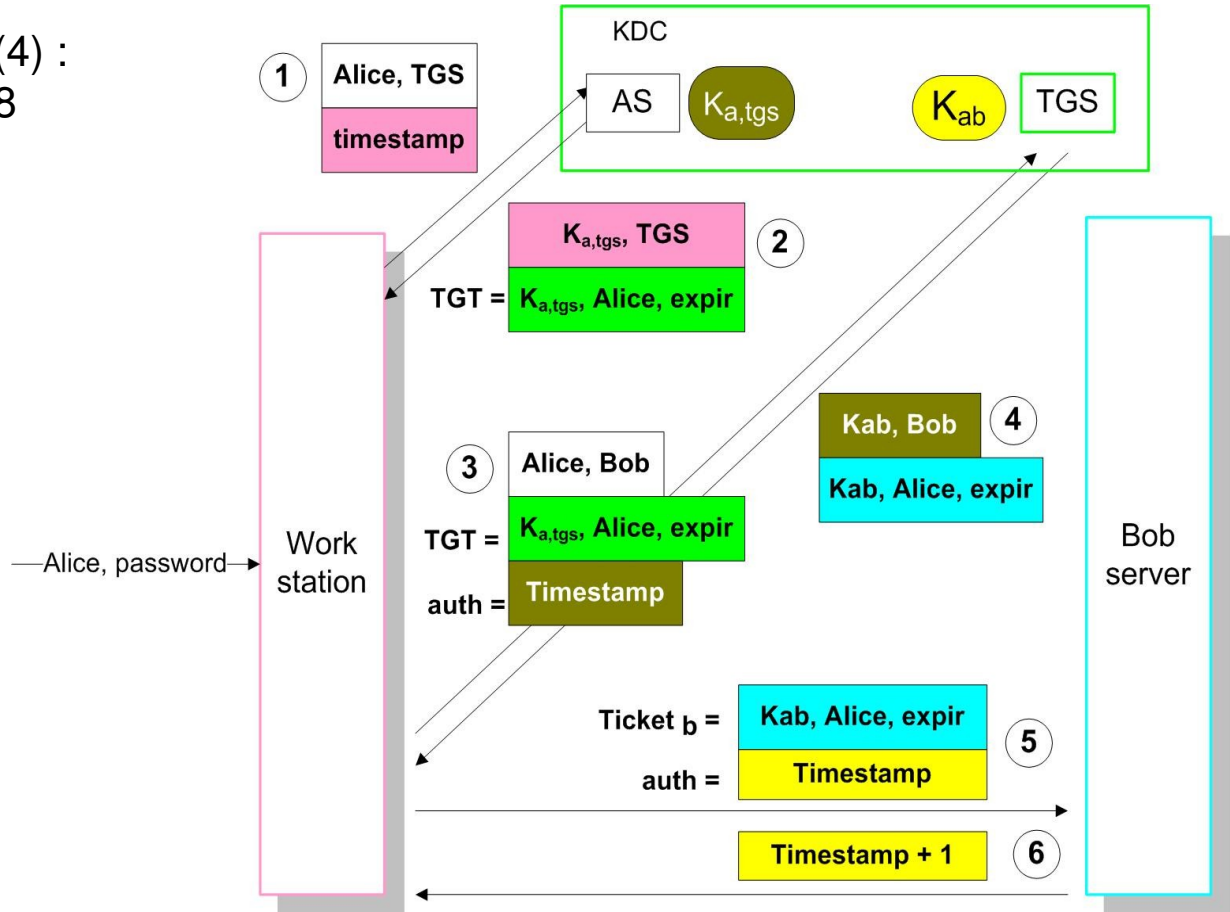 (4) :
8
KDC
1
Alice, TGS
timestamp
AS
Ka,tgs
Kab
TGS
Ka,tgs, TGS
2
TGT =
Ka,tgs, Alice, expir
Kab, Bob
4
Kab, Alice, expir
3
Alice, Bob
TGT =
Ka,tgs, Alice, expir
auth =
Timestamp
Alice, password
Work
station
Bob
server
Ticket b =
Kab, Alice, expir
5
auth =
Timestamp
Timestamp + 1
6